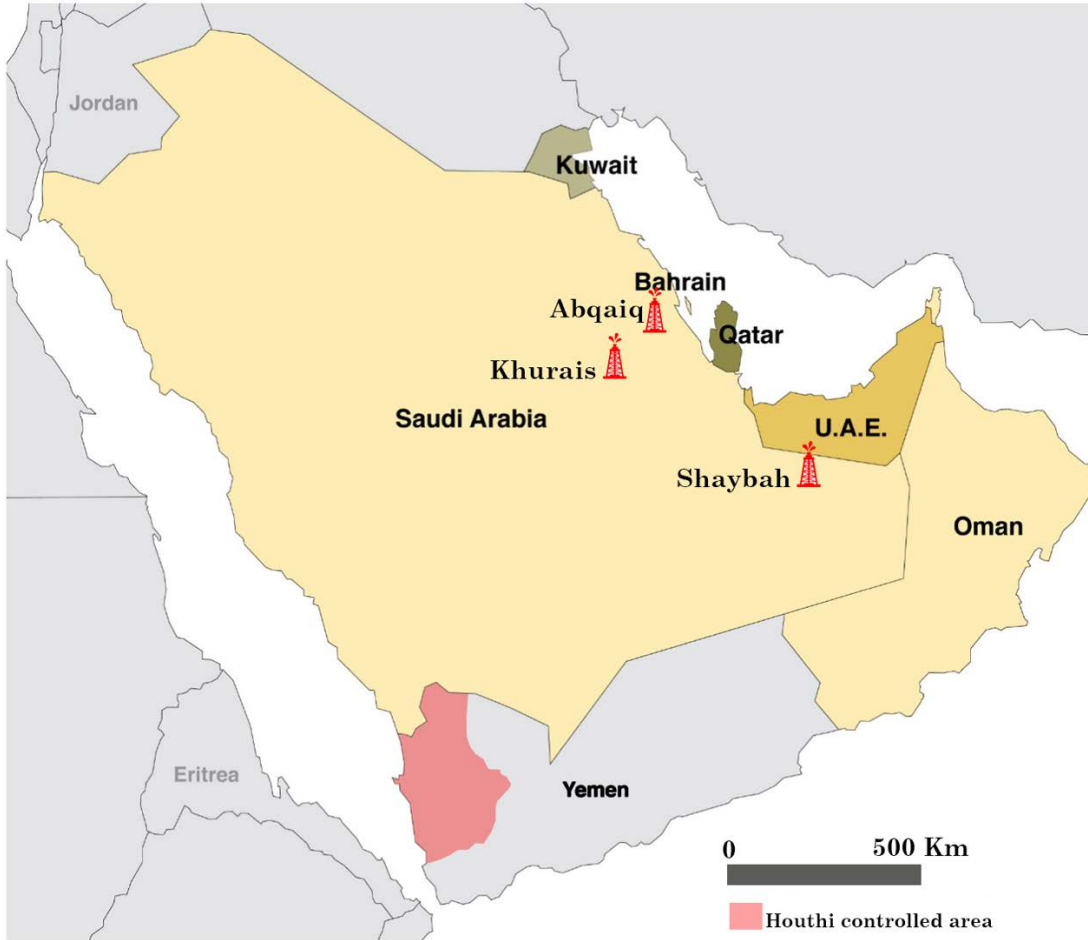 Jordan
Kuwait
Bahrain
Abqaiq
Qatar
Khurais
Saudi Arabia
U.A.E.
Shaybah
Oman
Eritrea
Yemen
0 500 Km
Houthi controlled area